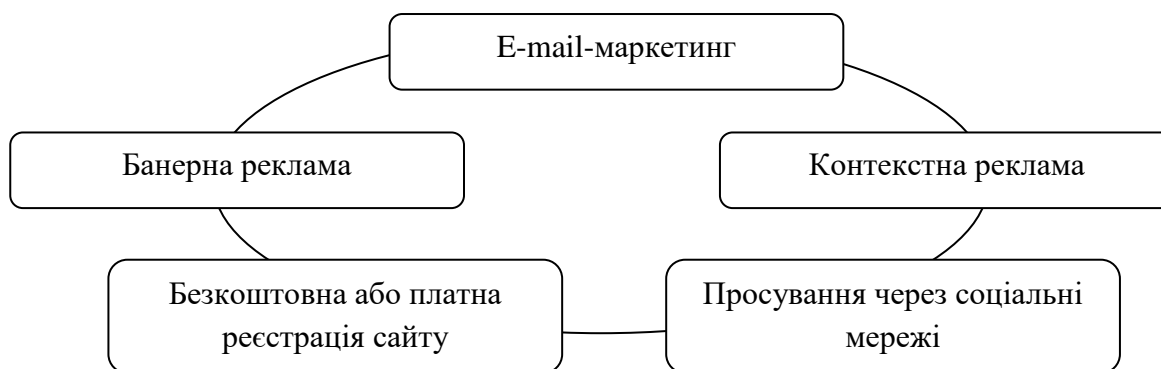 E-mail-маркетинг
Банерна реклама
Контекстна реклама
Безкоштовна або платна
реєстрація сайту
Просування через соціальні
мережі